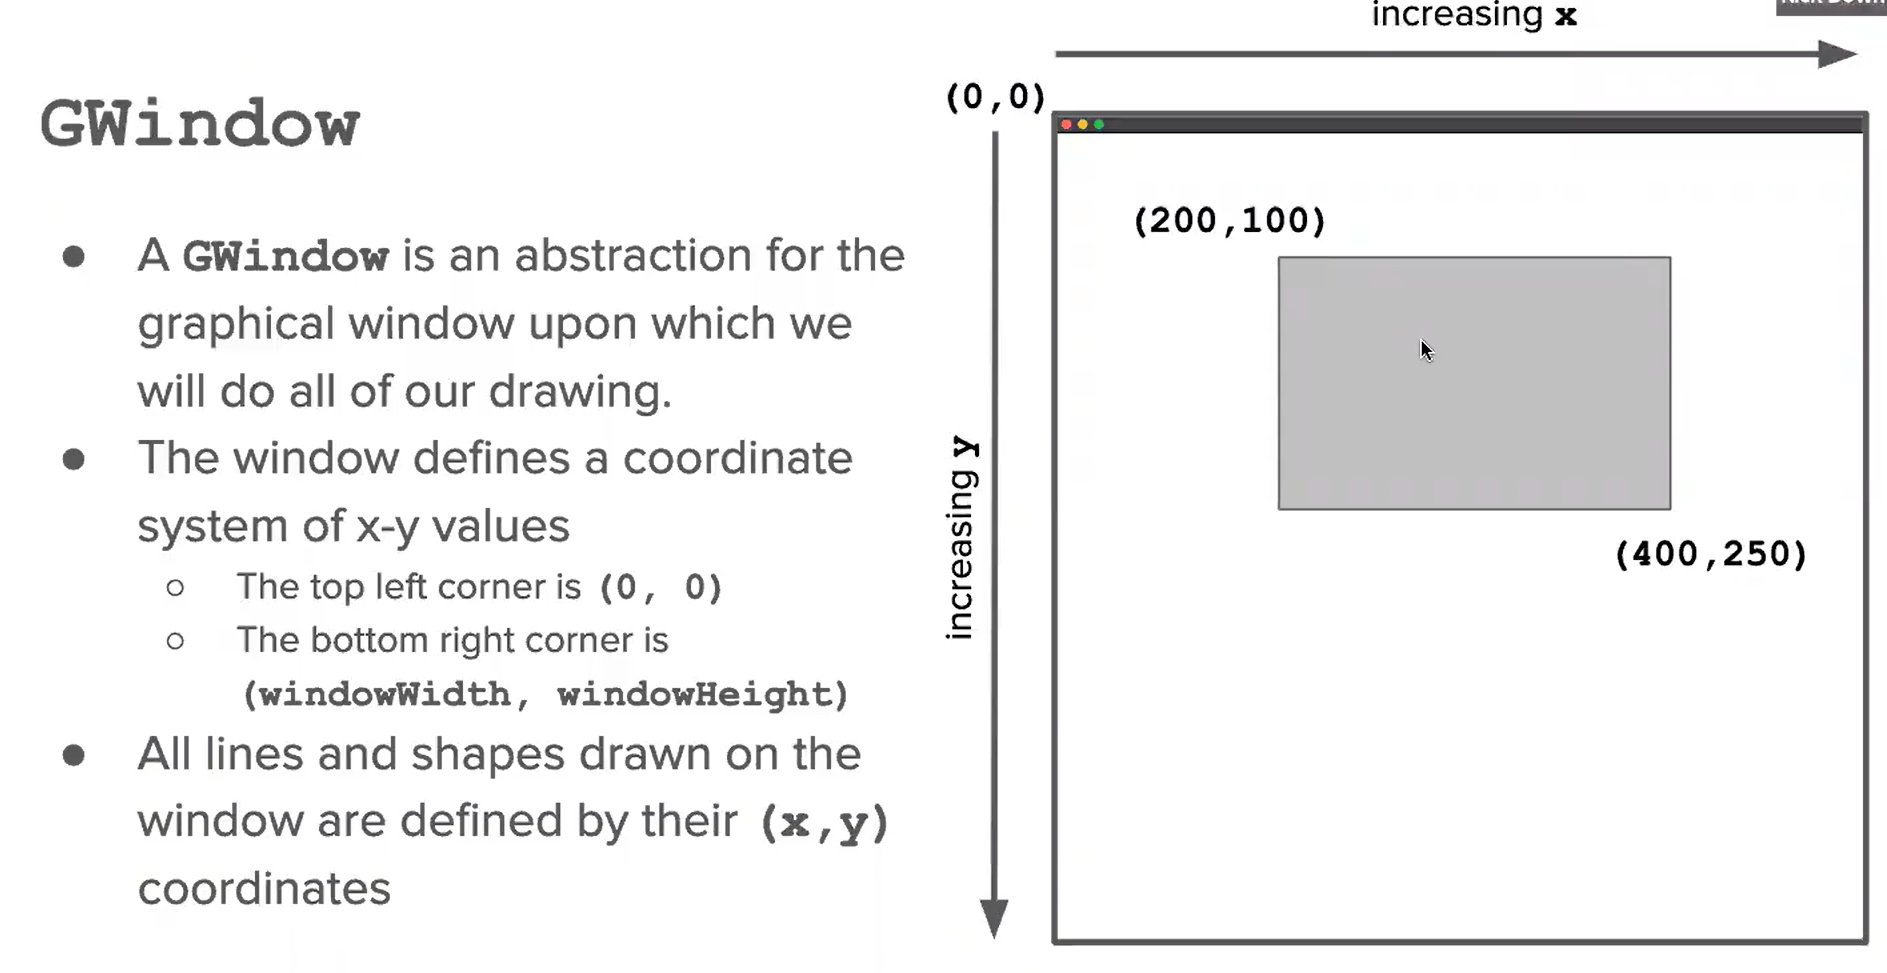 increasing x
(0,0)
GWindow
(200,100)
● A GWindow is an abstraction for the
graphical window upon which we
will do all of our drawing.
● The window defines a coordinate
system of x-y values
○ The top left corner is (0, 0)
○ The bottom right corner is
(windowWidth, windowHeight)
● All lines and shapes drawn on the
window are defined by their (x,y)
coordinates
increasing y
(400,250)